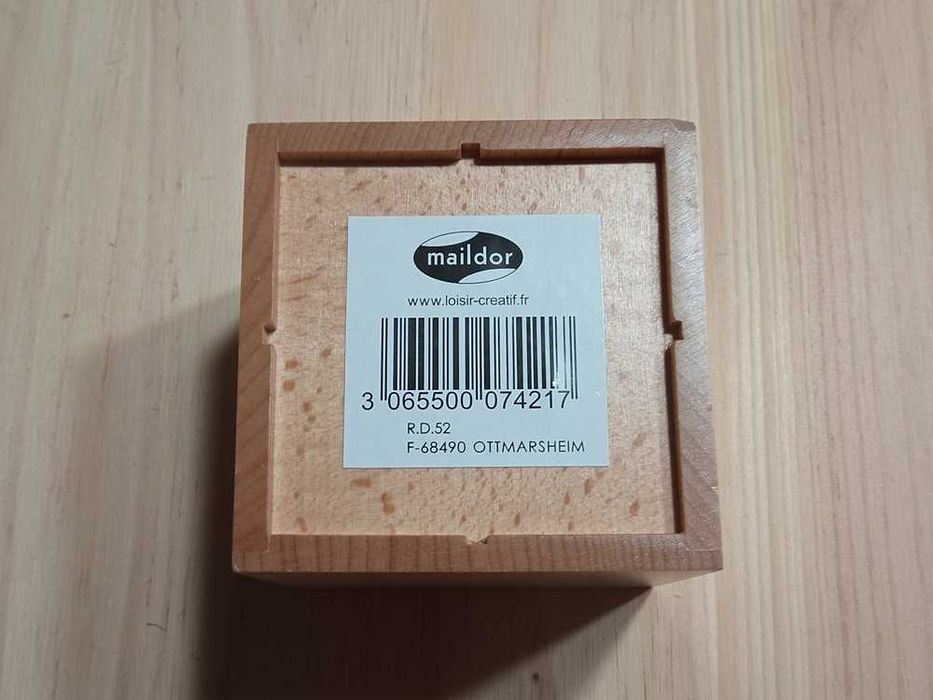 maildor
www.loisir-creatif.fr
3 065500 074217
R.D.52
F-68490 OTTMARSHEIM